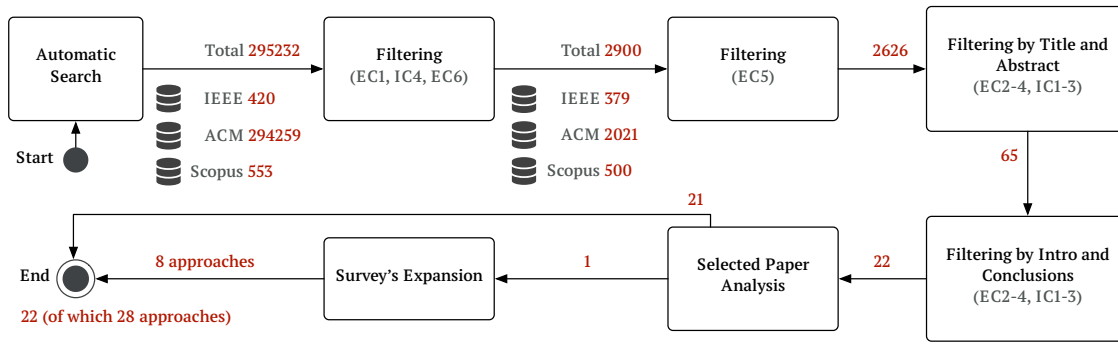 Automatic
Search
Total 295232
IEEE 420
ACM 294259
Scopus 553
Filtering
(EC1, IC4, EC6)
Total 2900
IEEE 379
ACM 2021
Scopus 500
Filtering
(EC5)
2626
Filtering by Title and
Abstract
(EC2-4, IC1-3)
Start
65
21
Filtering by Intro and
Conclusions
(EC2-4, IC1-3)
22
Selected Paper
Analysis
1
Survey's Expansion
8 approaches
End
22 (of which 28 approaches)